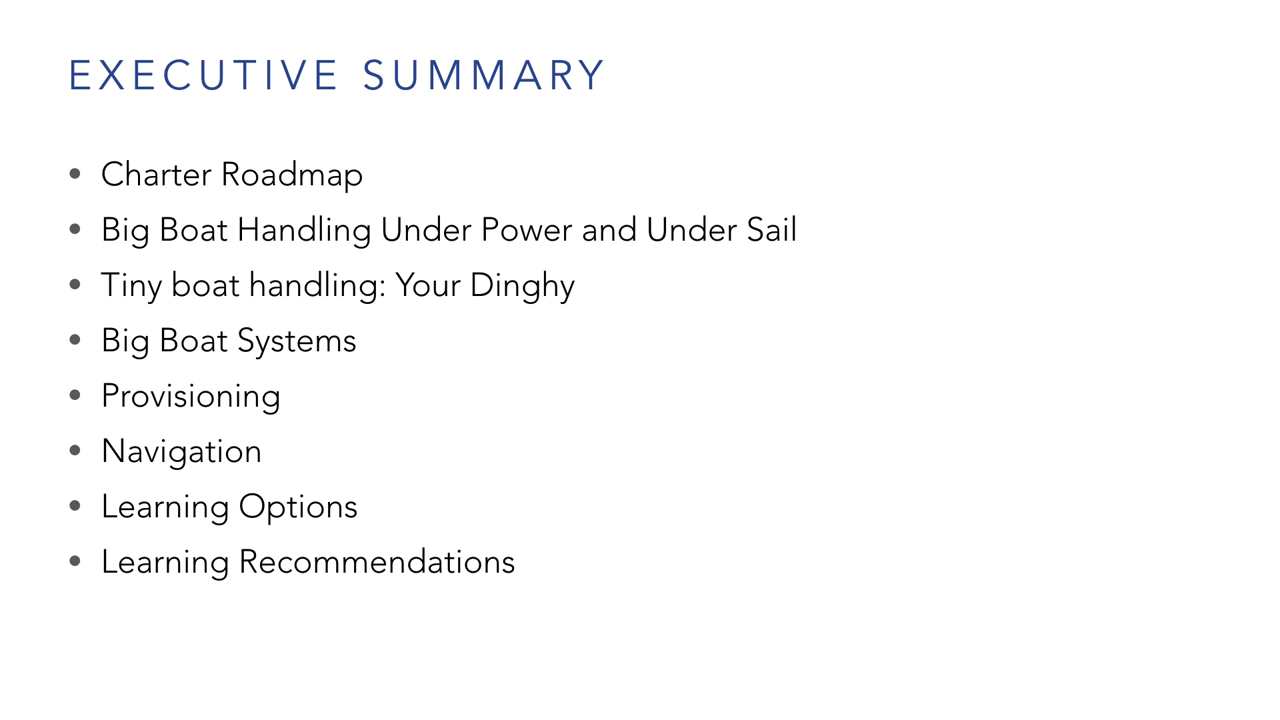 EXECUTIVE SUMMARY
• Charter Roadmap
• Big Boat Handling Under Power and Under Sail
• Tiny boat handling: Your Dinghy
• Big Boat Systems
• Provisioning
• Navigation
• Learning Options
• Learning Recommendations